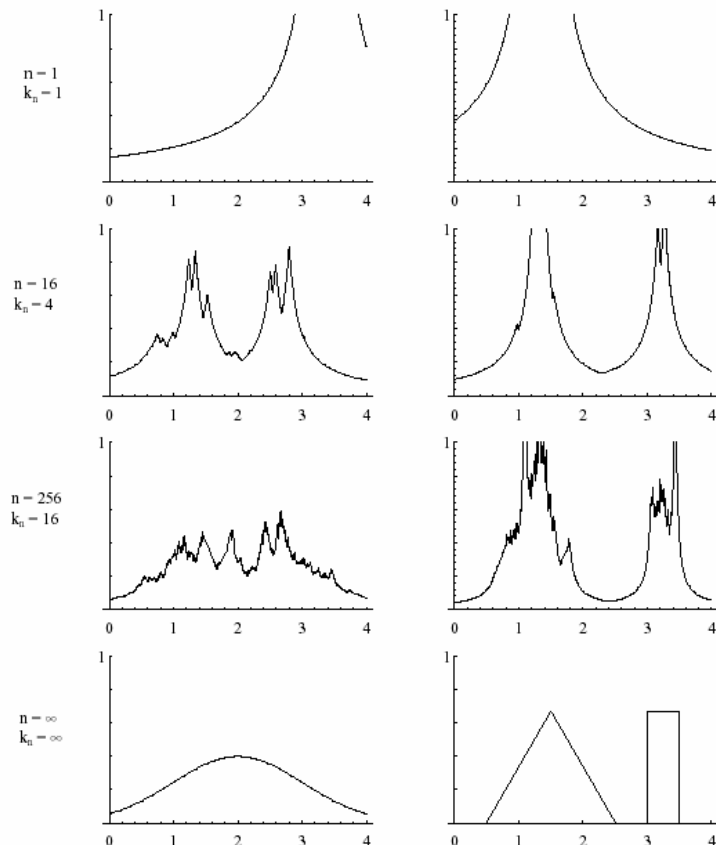 1 1
n = 1
kn = 1
0 1 2 3 4 0 1 2 3 4
1 1
n = 16
kn = 4
0 1 2 3 4 0 1 2 3 4
1 1
n = 256
kn = 16
0 1 2 3 4 0 1 2 3 4
1 1
n = ∞
kn = ∞
0 1 2 3 4 0 1 2 3 4